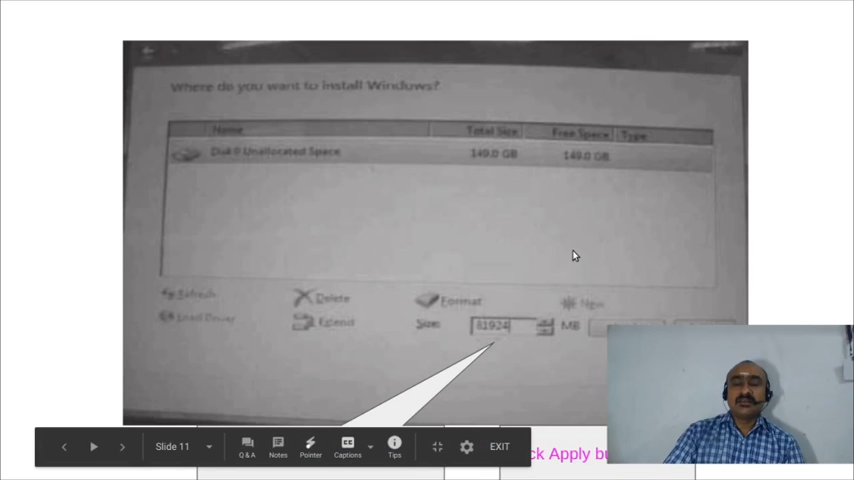 Where do you want to install Windows?
Name Total Size Free Space Type
Disk 0 Unallocated Space 149.0 GB 149.0 GB
Refresh Delete Format New
Load Driver Extend Size: 81924 MB
ck Apply bu
Slide 11 Q & A Notes Pointer Captions Tips EXIT